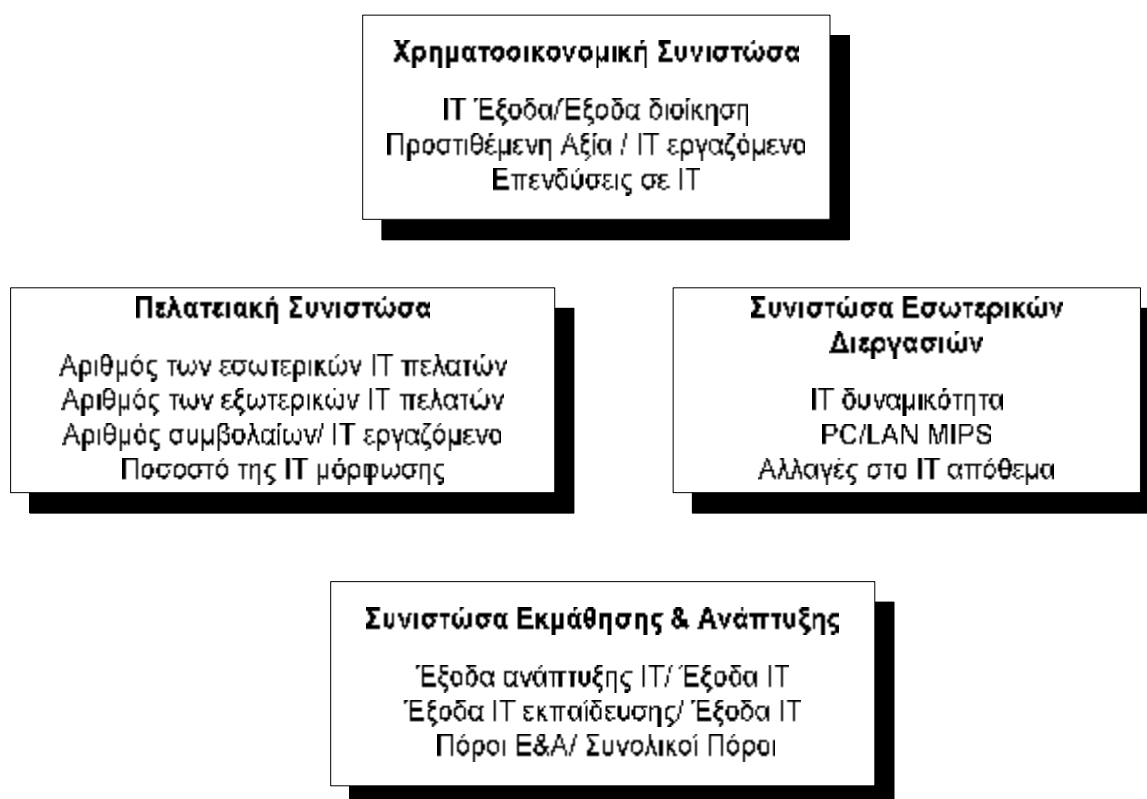 Χρηματοοικονομική Συνιστώσα
IT Έξοδα/Έξοδα διοίκηση
Προστιθέμενη Αξία / IT εργαζόμενο
Επενδύσεις σε IT
Πελατειακή Συνιστώσα
Αριθμός των εσωτερικών IT πελατών
Αριθμός των εξωτερικών IT πελατών
Αριθμός συμβολαίων/ IT εργαζόμενο
Ποσοστό της IT μόρφωσης
Συνιστώσα Εσωτερικών
Διεργασιών
IT δυναμικότητα
PC/LAN MIPS
Αλλαγές στο IT απόθεμα
Συνιστώσα Εκμάθησης & Ανάπτυξης
Έξοδα ανάπτυξης IT/ Έξοδα IT
Έξοδα IT εκπαίδευσης/ Έξοδα IT
Πόροι Ε&Α/ Συνολικοί Πόροι